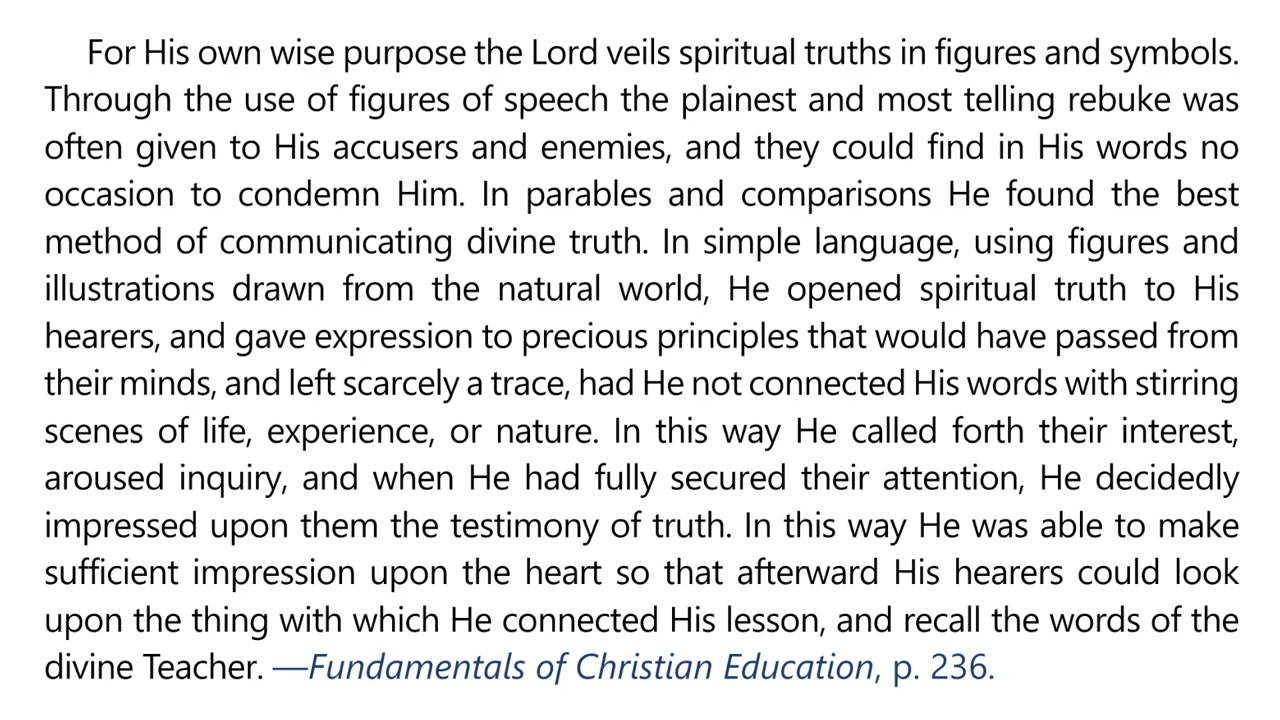 For His own wise purpose the Lord veils spiritual truths in figures and symbols.
Through the use of figures of speech the plainest and most telling rebuke was
often given to His accusers and enemies, and they could find in His words no
occasion to condemn Him. In parables and comparisons He found the best
method of communicating divine truth. In simple language, using figures and
illustrations drawn from the natural world, He opened spiritual truth to His
hearers, and gave expression to precious principles that would have passed from
their minds, and left scarcely a trace, had He not connected His words with stirring
scenes of life, experience, or nature. In this way He called forth their interest,
aroused inquiry, and when He had fully secured their attention, He decidedly
impressed upon them the testimony of truth. In this way He was able to make
sufficient impression upon the heart so that afterward His hearers could look
upon the thing with which He connected His lesson, and recall the words of the
divine Teacher. —Fundamentals of Christian Education, p. 236.